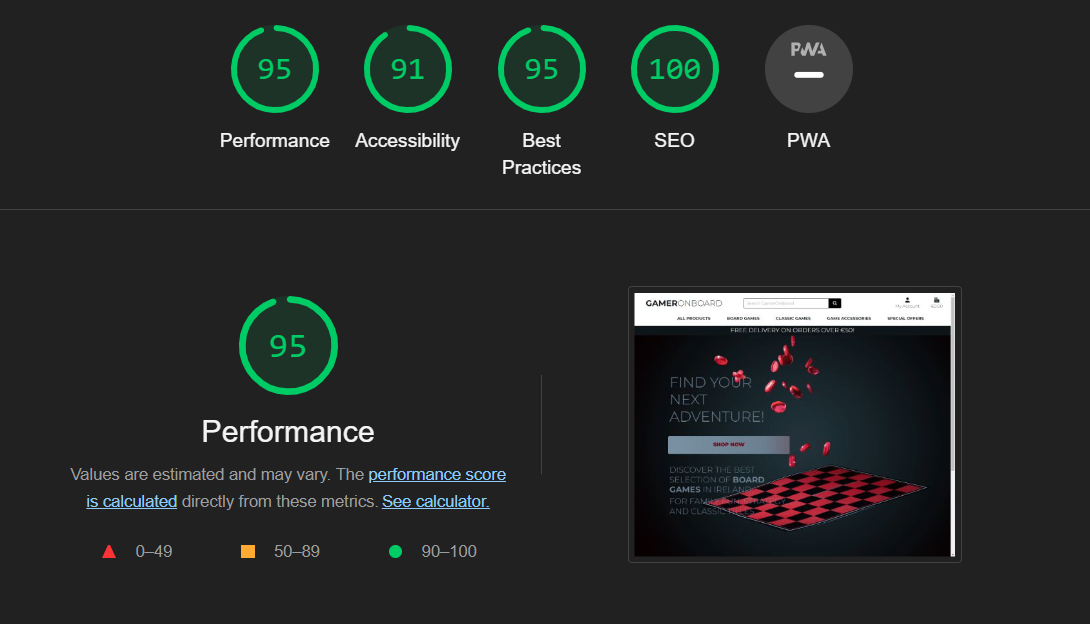 95
91
95
100
PWA
Performance
Accessibility
Best
Practices
SEO
PWA
95
Performance
Values are estimated and may vary. The performance score
is calculated directly from these metrics. See calculator.
0–49
50–89
90–100
GAMERONBOARD
Search GamerOnBoard
My Account
€0.00
ALL PRODUCTS
BOARD GAMES
CLASSIC GAMES
GAME ACCESSORIES
SPECIAL OFFERS
FREE DELIVERY ON ORDERS OVER €50!
FIND YOUR
NEXT
ADVENTURE!
SHOP NOW
DISCOVER THE BEST
SELECTION OF BOARD
GAMES IN IRELAND
FOR FAMILY
AND CLASSIC